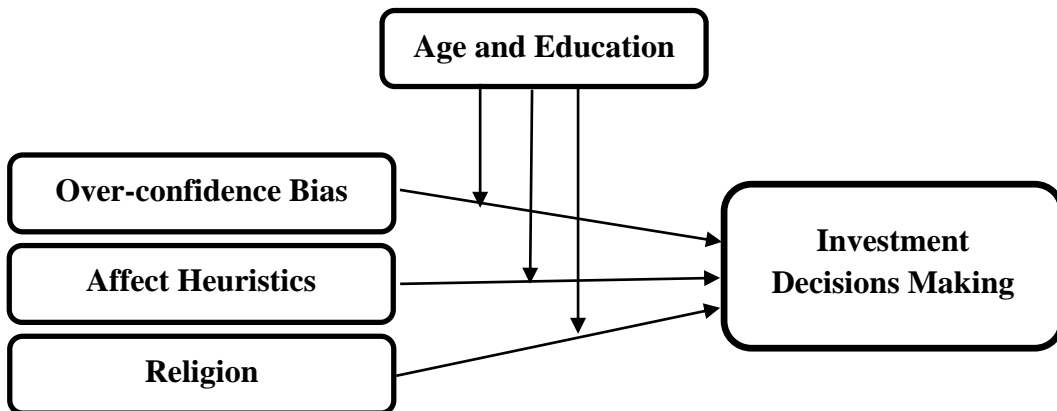 Age and Education
Over-confidence Bias
Affect Heuristics
Religion
Investment
Decisions Making